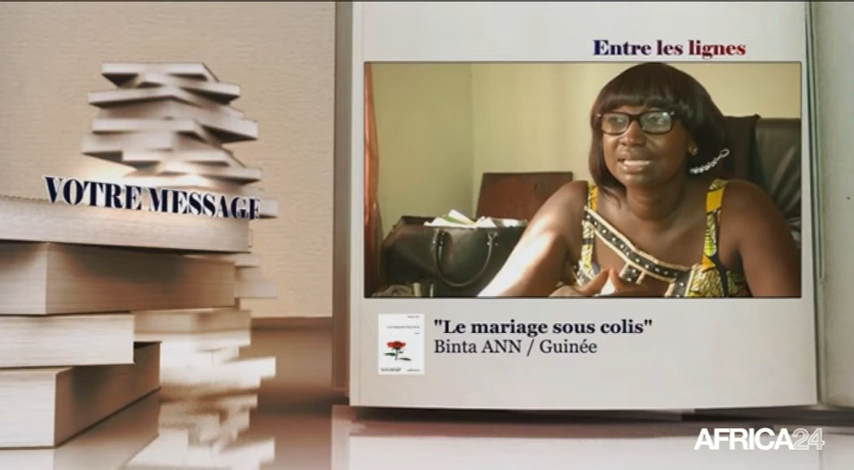 Entre les lignes
VOTRE MESSAGE
"Le mariage sous colis"
Binta ANN / Guinée
AFRICA24